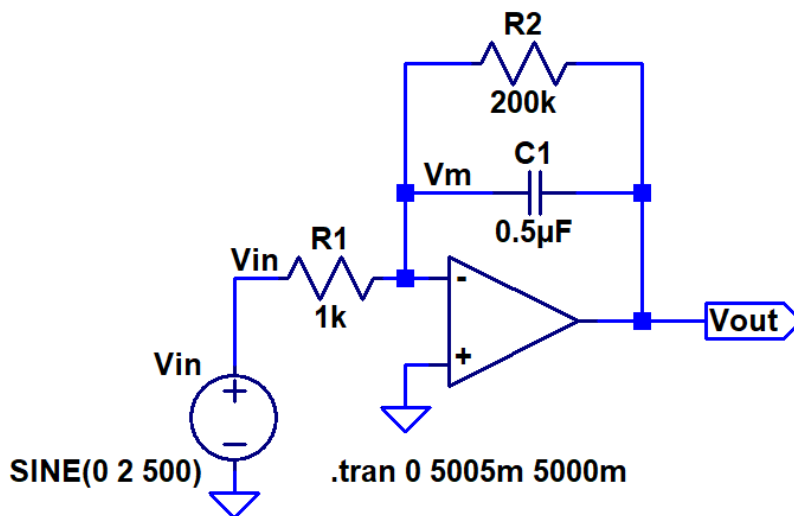 R2
200k
C1
Vm
0.5µF
R1
Vin
1k
-
+
Vout
Vin
+
-
SINE(0 2 500)
.tran 0 5005m 5000m